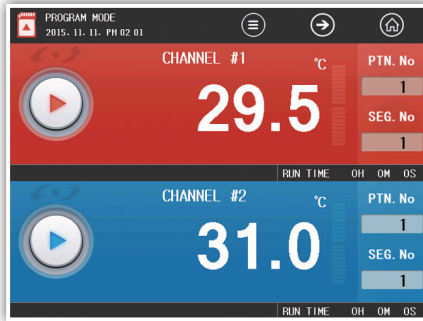 PROGRAM MODE
2015. 11. 11. PM 02 01
CHANNEL #1
℃
PTN. No
29.5
1
SEG. No
1
RUN TIME 0H 0M 0S
CHANNEL #2
℃
PTN. No
31.0
1
SEG. No
1
RUN TIME 0H 0M 0S